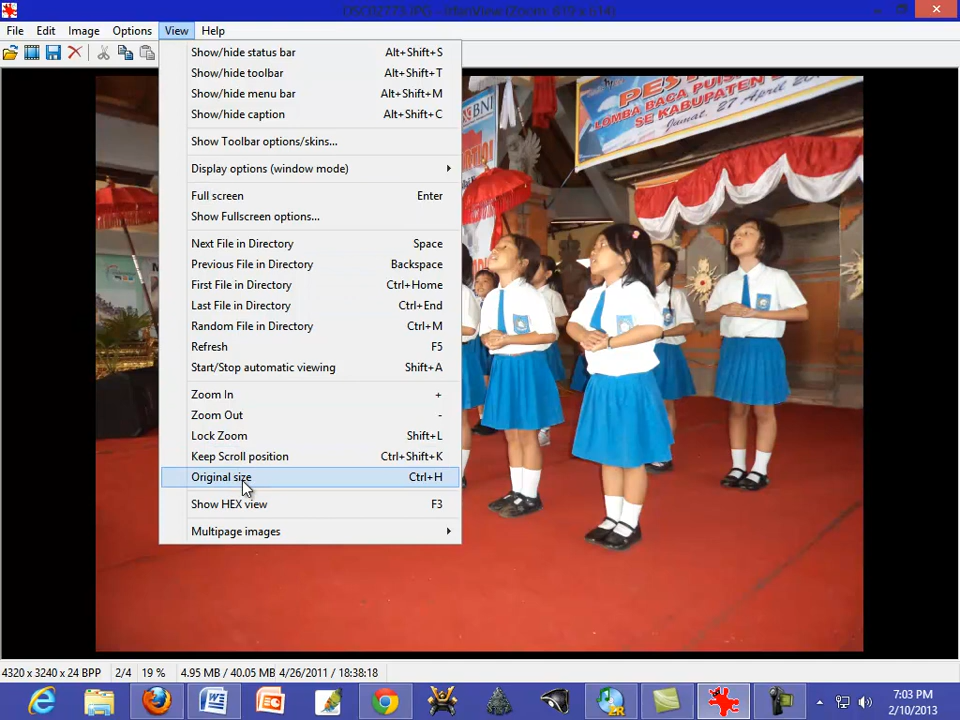 File Edit Image Options View Help
Show/hide status bar Alt+Shift+S
Show/hide toolbar Alt+Shift+T
Show/hide menu bar Alt+Shift+M
Show/hide caption Alt+Shift+C
Show Toolbar options/skins...
Display options (window mode)
Full screen Enter
Show Fullscreen options...
Next File in Directory Space
Previous File in Directory Backspace
First File in Directory Ctrl+Home
Last File in Directory Ctrl+End
Random File in Directory Ctrl+M
Refresh F5
Start/Stop automatic viewing Shift+A
Zoom In +
Zoom Out -
Lock Zoom Shift+L
Keep Scroll position Ctrl+Shift+K
Original size Ctrl+H
Show HEX view F3
Multipage images
BNI
LOMBA BACA PUISI
SE KABUPATEN
Jumat, 27 April
4320 x 3240 x 24 BPP 2/4 19 % 4.95 MB / 40.05 MB 4/26/2011 / 18:38:18
7:03 PM
2/10/2013